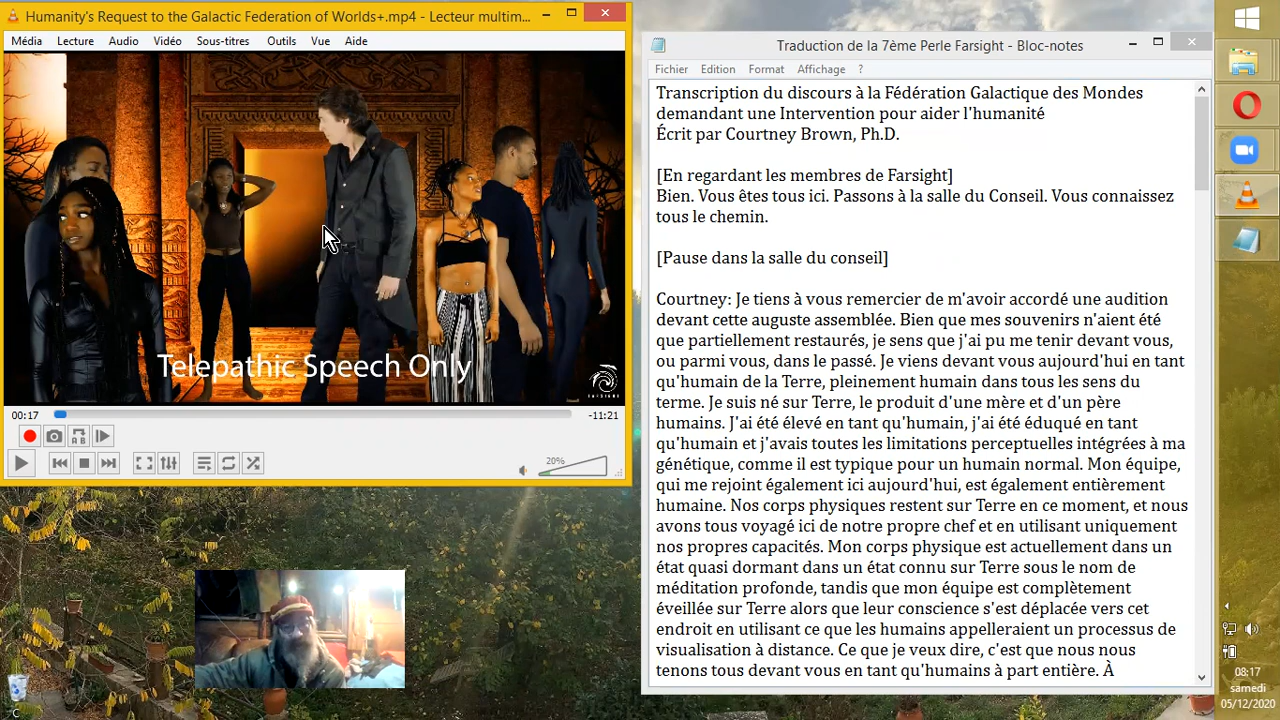 Humanity's Request to the Galactic Federation of Worlds+.mp4 - Lecteur multim...
Média Lecture Audio Vidéo Sous-titres Outils Vue Aide
Telepathic Speech Only
FARSIGHT
00:17
-11:21
20%
Traduction de la 7ème Perle Farsight - Bloc-notes
Fichier Edition Format Affichage ?
Transcription du discours à la Fédération Galactique des Mondes
demandant une Intervention pour aider l'humanité
Écrit par Courtney Brown, Ph.D.
[En regardant les membres de Farsight]
Bien. Vous êtes tous ici. Passons à la salle du Conseil. Vous connaissez
tous le chemin.
[Pause dans la salle du conseil]
Courtney: Je tiens à vous remercier de m'avoir accordé une audition
devant cette auguste assemblée. Bien que mes souvenirs n'aient été
que partiellement restaurés, je sens que j'ai pu me tenir devant vous,
ou parmi vous, dans le passé. Je viens devant vous aujourd'hui en tant
qu'humain de la Terre, pleinement humain dans tous les sens du
terme. Je suis né sur Terre, le produit d'une mère et d'un père
humains. J'ai été élevé en tant qu'humain, j'ai été éduqué en tant
qu'humain et j'avais toutes les limitations perceptuelles intégrées à ma
génétique, comme il est typique pour un humain normal. Mon équipe,
qui me rejoint également ici aujourd'hui, est également entièrement
humaine. Nos corps physiques restent sur Terre en ce moment, et nous
avons tous voyagé ici de notre propre chef et en utilisant uniquement
nos propres capacités. Mon corps physique est actuellement dans un
état quasi dormant dans un état connu sur Terre sous le nom de
méditation profonde, tandis que mon équipe est complètement
éveillée sur Terre alors que leur conscience s'est déplacée vers cet
endroit en utilisant ce que les humains appelleraient un processus de
visualisation à distance. Ce que je veux dire, c'est que nous nous
tenons tous devant vous en tant qu'humains à part entière. À
08:17
samedi
05/12/2020
C